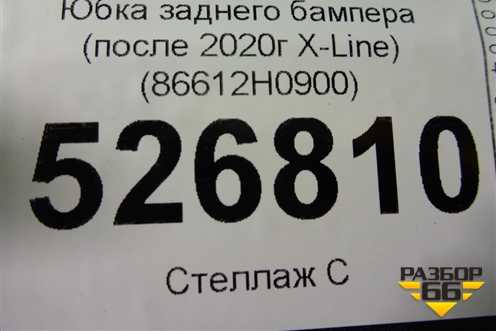 Юбка заднего бампера
(после 2020г X-Line)
(86612H0900)
526810
Стеллаж С
РАЗБОР
66